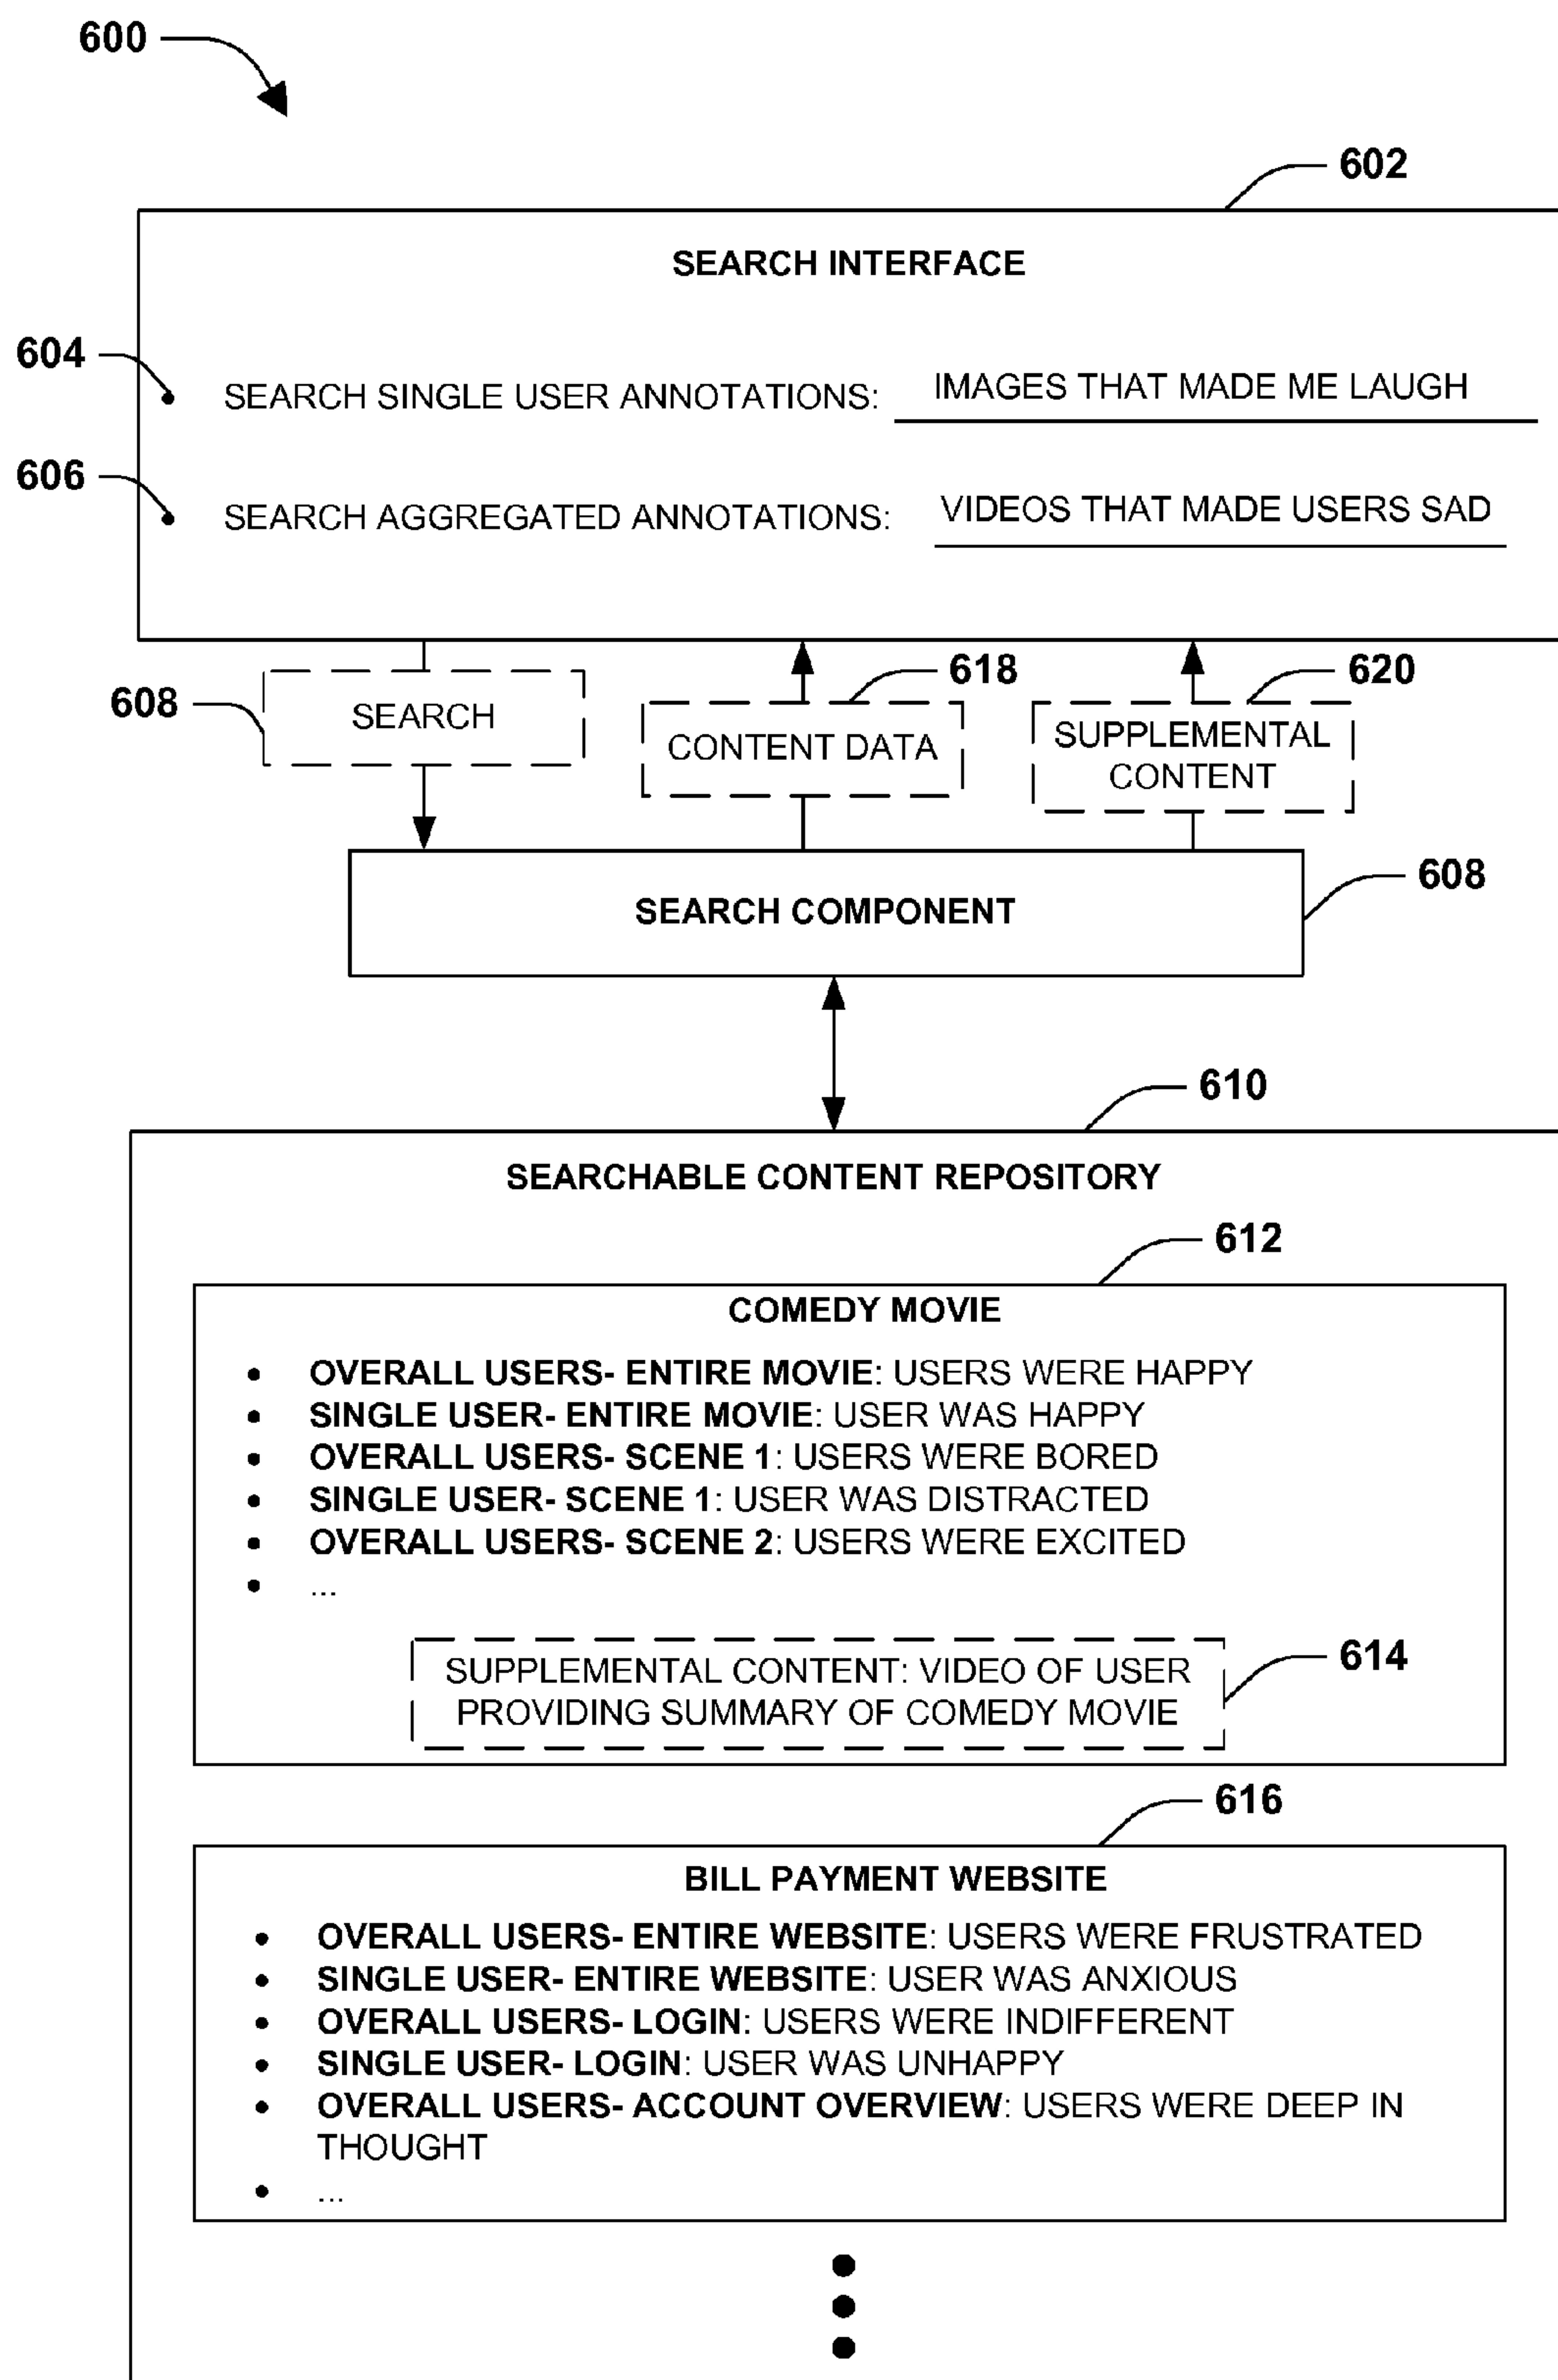 600
602
SEARCH INTERFACE
604
SEARCH SINGLE USER ANNOTATIONS: IMAGES THAT MADE ME LAUGH
606
SEARCH AGGREGATED ANNOTATIONS: VIDEOS THAT MADE USERS SAD
608
SEARCH
618
CONTENT DATA
620
SUPPLEMENTAL
CONTENT
608
SEARCH COMPONENT
610
SEARCHABLE CONTENT REPOSITORY
612
COMEDY MOVIE
• OVERALL USERS- ENTIRE MOVIE: USERS WERE HAPPY
• SINGLE USER- ENTIRE MOVIE: USER WAS HAPPY
• OVERALL USERS- SCENE 1: USERS WERE BORED
• SINGLE USER- SCENE 1: USER WAS DISTRACTED
• OVERALL USERS- SCENE 2: USERS WERE EXCITED
• ...
614
SUPPLEMENTAL CONTENT: VIDEO OF USER
PROVIDING SUMMARY OF COMEDY MOVIE
616
BILL PAYMENT WEBSITE
• OVERALL USERS- ENTIRE WEBSITE: USERS WERE FRUSTRATED
• SINGLE USER- ENTIRE WEBSITE: USER WAS ANXIOUS
• OVERALL USERS- LOGIN: USERS WERE INDIFFERENT
• SINGLE USER- LOGIN: USER WAS UNHAPPY
• OVERALL USERS- ACCOUNT OVERVIEW: USERS WERE DEEP IN
THOUGHT
• ...